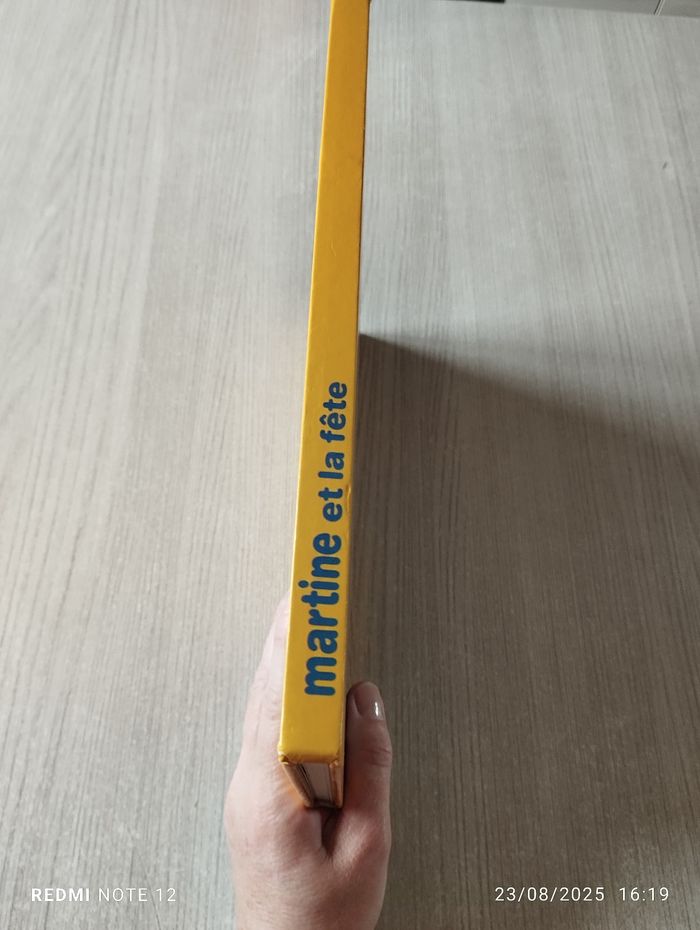 martine et la fête
REDMI NOTE 12
23/08/2025 16:19